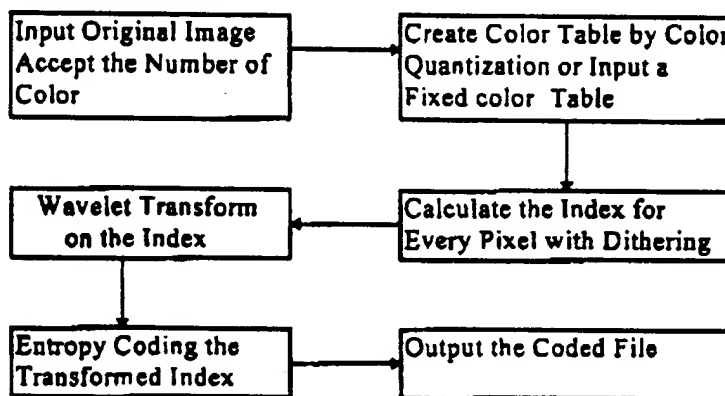 Input Original Image
Accept the Number of
Color
Create Color Table by Color
Quantization or Input a
Fixed color Table
Calculate the Index for
Every Pixel with Dithering
Wavelet Transform
on the Index
Entropy Coding the
Transformed Index
Output the Coded File